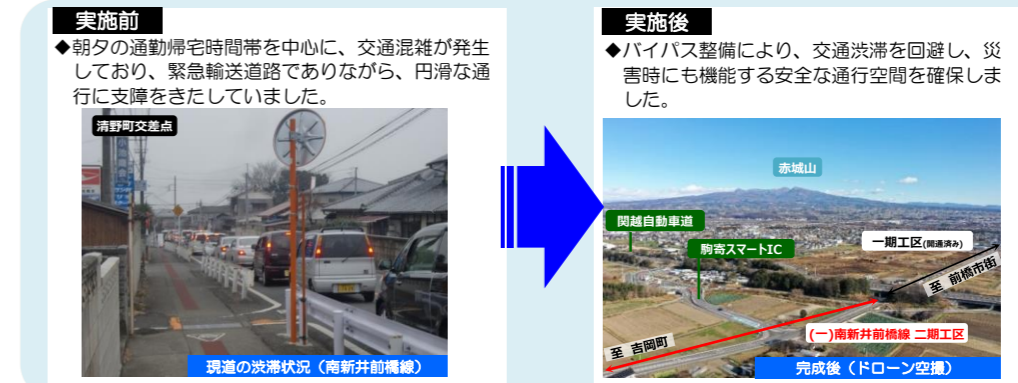 実施前
◆朝夕の通勤帰宅時間帯を中心に、交通混雑が発生
しており、緊急輸送道路でありながら、円滑な通
行に支障をきたしていました。
清野町交差点
現道の渋滞状況（南新井前橋線）
実施後
◆バイパス整備により、交通渋滞を回避し、災
害時にも機能する安全な通行空間を確保しま
した。
赤城山
関越自動車道
駒寄スマートIC
一期工区(開通済み)
至 前橋市街
(一)南新井前橋線 二期工区
至 吉岡町
完成後（ドローン空撮）